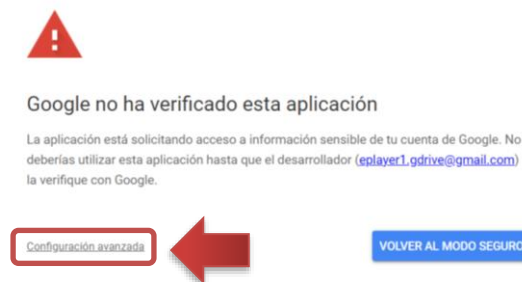 Google no ha verificado esta aplicación
La aplicación está solicitando acceso a información sensible de tu cuenta de Google. No
deberías utilizar esta aplicación hasta que el desarrollador (eplayer1.gdrive@gmail.com)
la verifique con Google.
Configuración avanzada
VOLVER AL MODO SEGURO